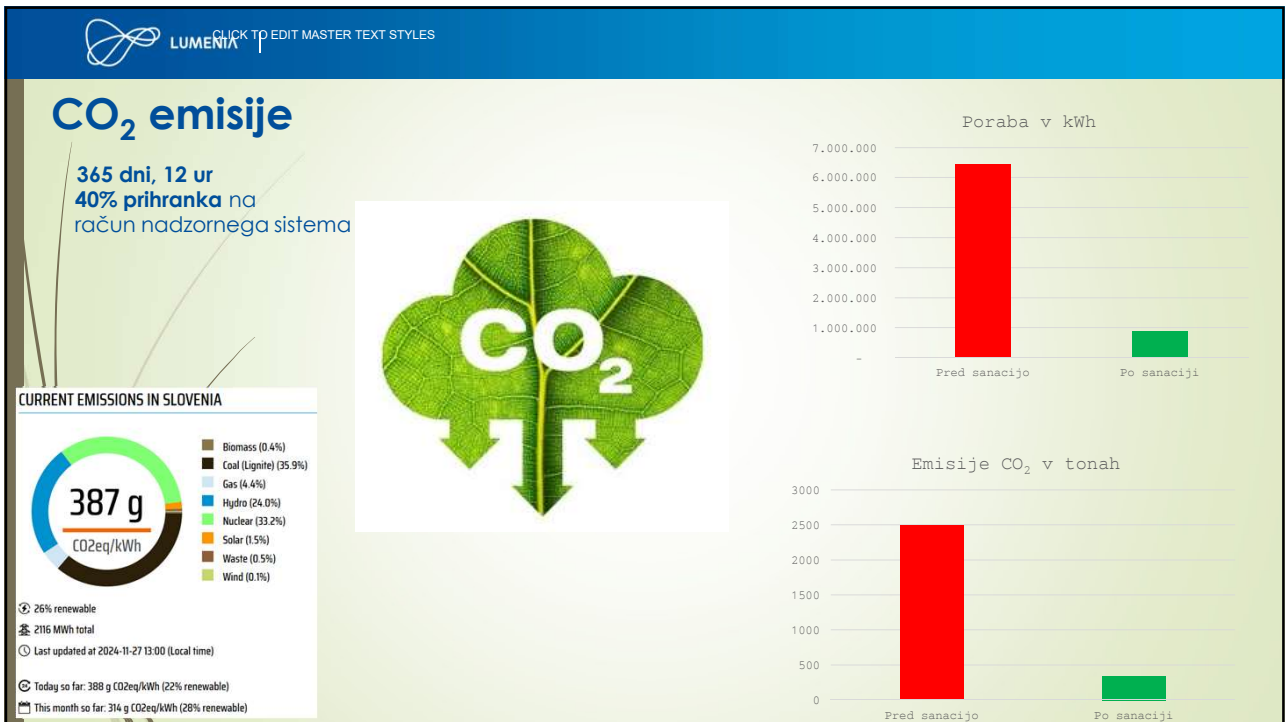 LUMENIA
CLICK TO EDIT MASTER TEXT STYLES
CO₂ emisije
365 dni, 12 ur
40% prihranka na
račun nadzornega sistema
CO₂
CURRENT EMISSIONS IN SLOVENIA
387 g
CO2eq/kWh
Biomass (0.4%)
Coal (Lignite) (35.9%)
Gas (4.4%)
Hydro (24.0%)
Nuclear (33.2%)
Solar (1.5%)
Waste (0.5%)
Wind (0.1%)
26% renewable
2116 MWh total
Last updated at 2024-11-27 13:00 (Local time)
Today so far: 388 g CO2eq/kWh (22% renewable)
This month so far: 314 g CO2eq/kWh (28% renewable)
Poraba v kWh
7.000.000
6.000.000
5.000.000
4.000.000
3.000.000
2.000.000
1.000.000
-
Pred sanacijo
Po sanaciji
Emisije CO₂ v tonah
3000
2500
2000
1500
1000
500
0
Pred sanacijo
Po sanaciji